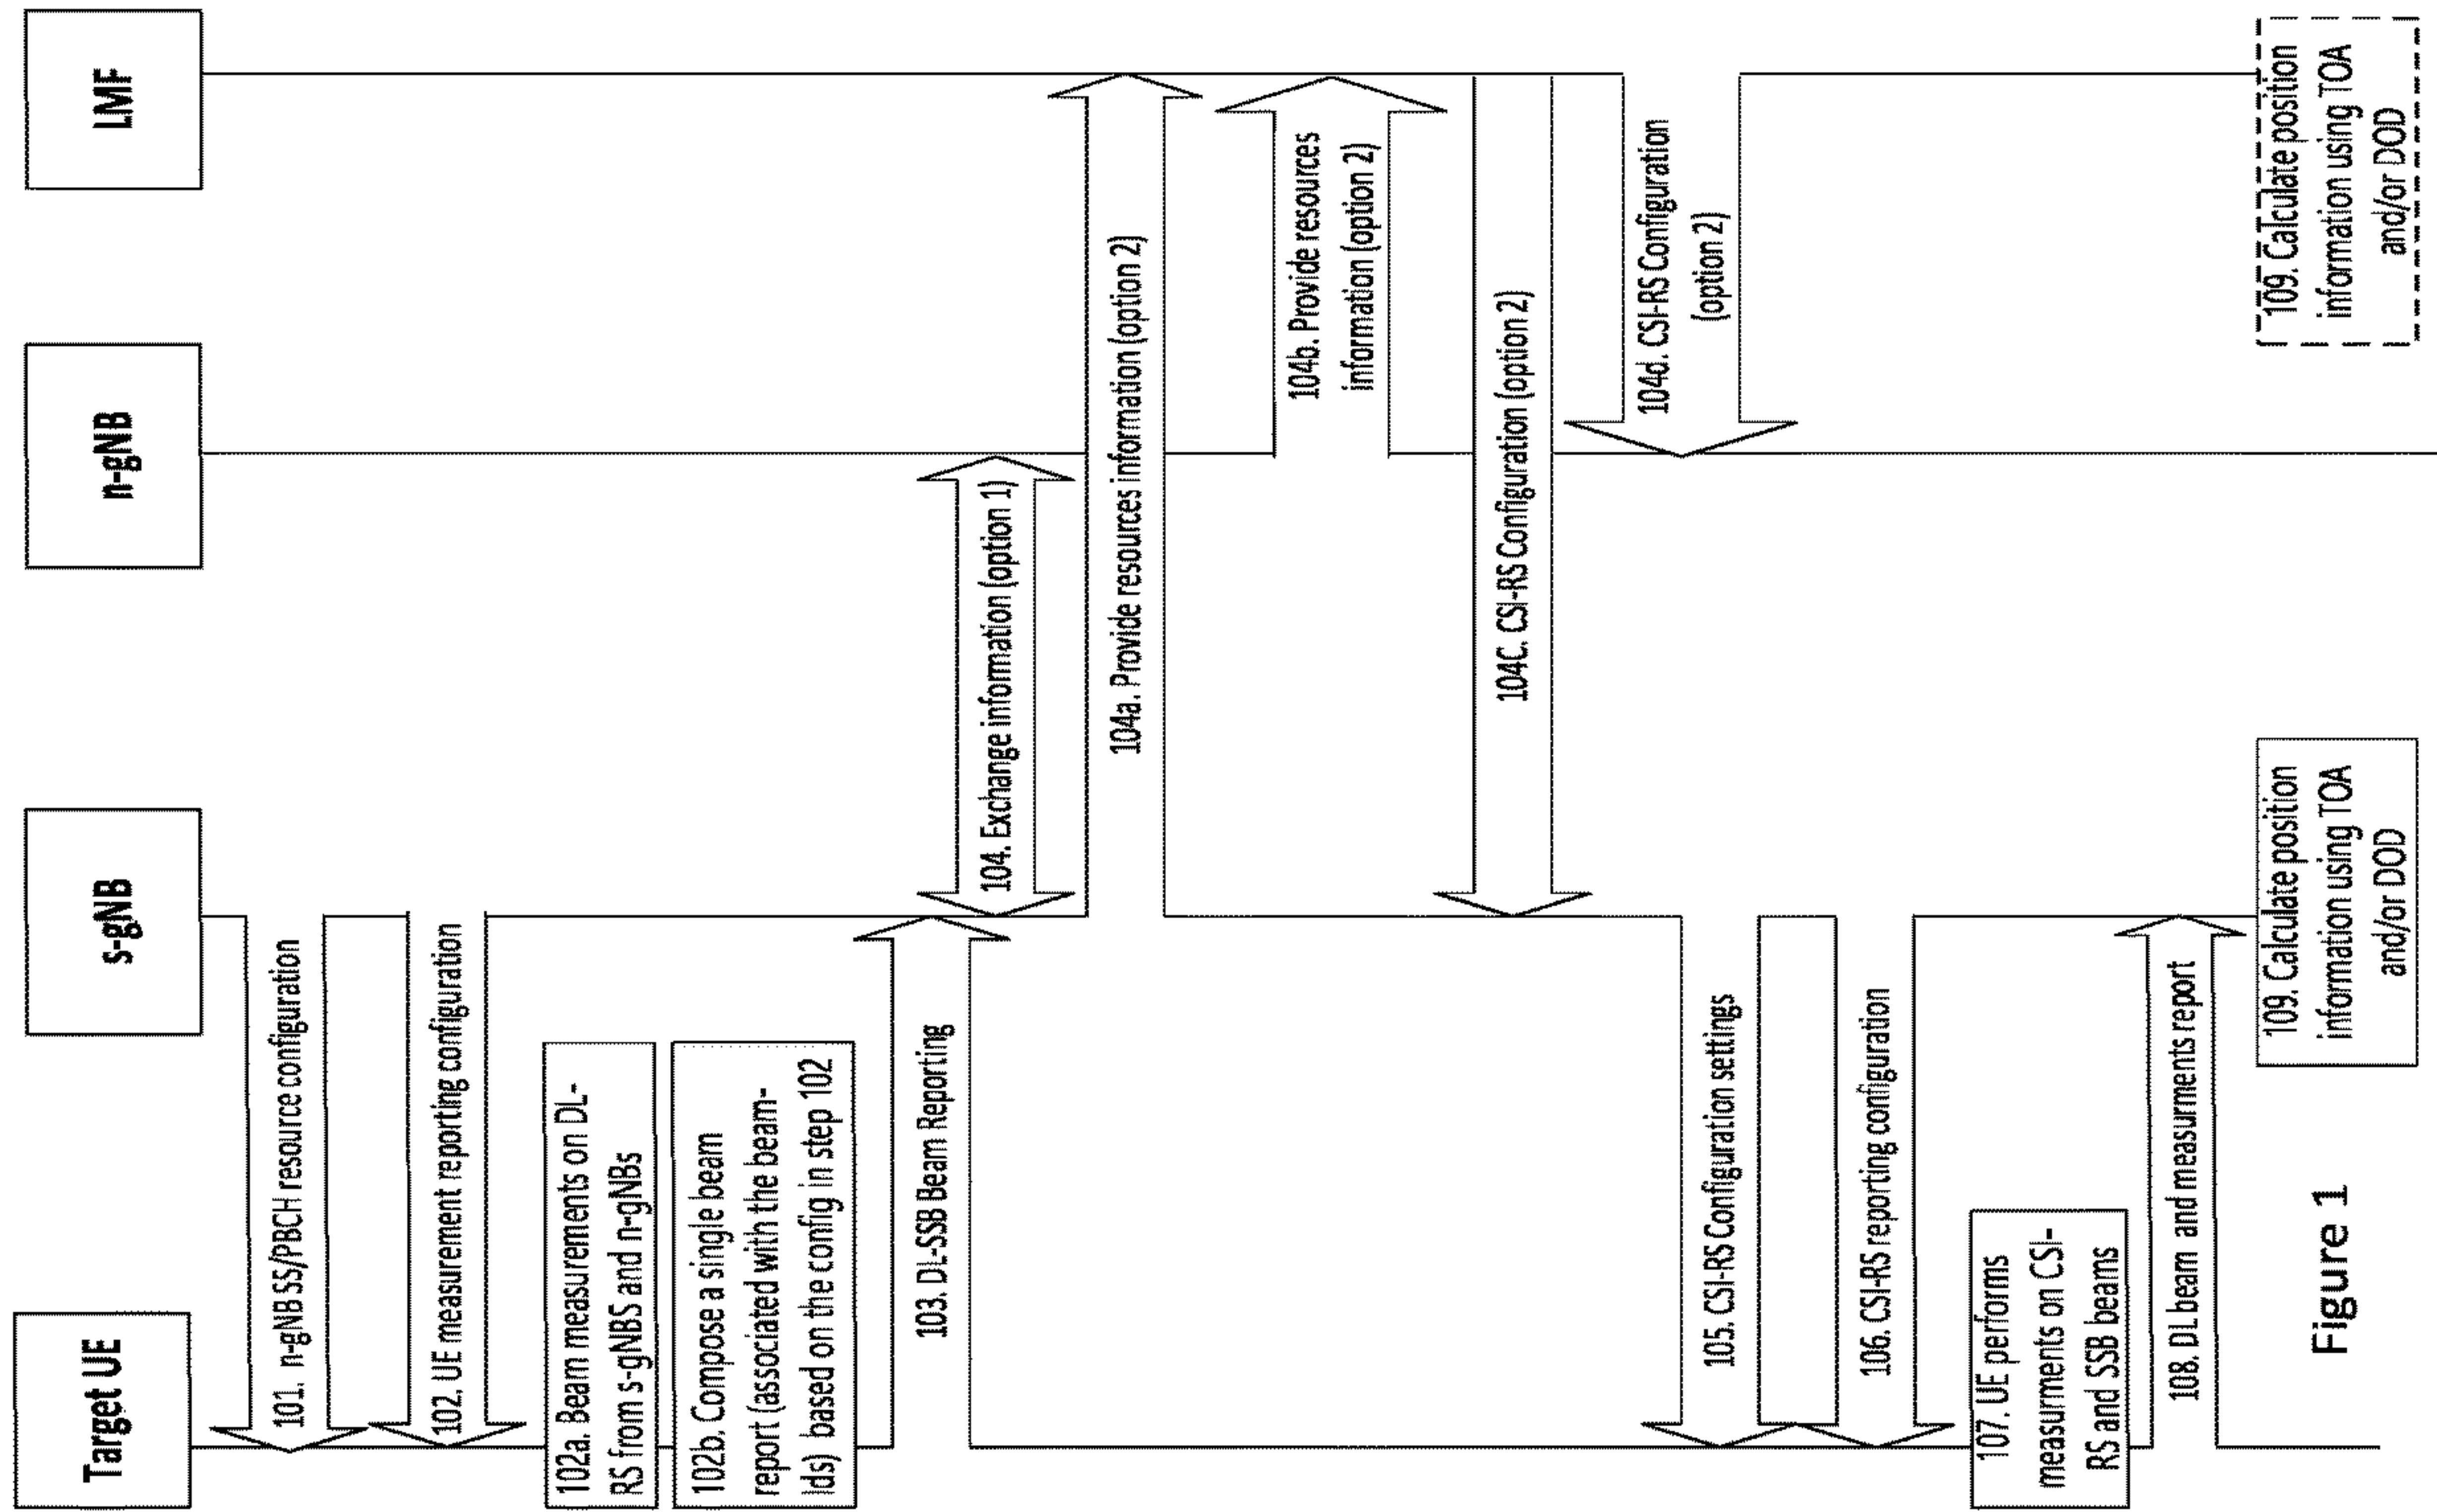 Target UE
s-gNB
n-gNB
LMF
101. n-gNB SS/PBCH resource configuration
102. UE measurement reporting configuration
102a. Beam measurements on DL-
RS from s-gNBS and n-gNBs
102b. Compose a single beam
report (associated with the beam-
Ids) based on the config in step 102
103. DL-SSB Beam Reporting
104. Exchange information (option 1)
104a. Provide resources information (option 2)
104b. Provide resources
information (option 2)
104C. CSI-RS Configuration (option 2)
104d. CSI-RS Configuration
(option 2)
105. CSI-RS Configuration settings
106. CSI-RS reporting configuration
107. UE performs
measurments on CSI-
RS and SSB beams
108. DL beam and measurments report
109. Calculate position
information using TOA
and/or DOD
109. Calculate position
information using TOA
and/or DOD
Figure 1